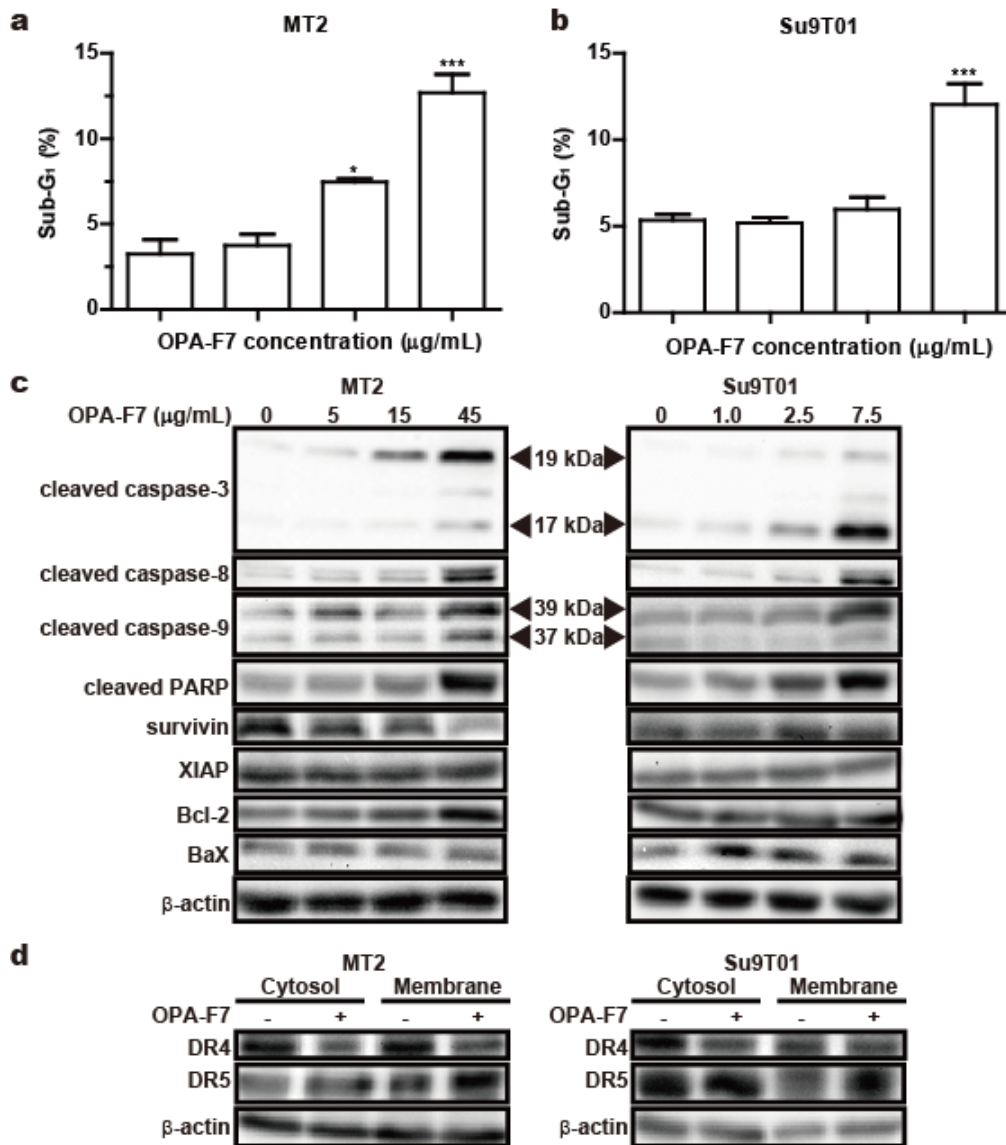 a
MT2
Sub-G1 (%)
15
10
5
0
*
***
OPA-F7 concentration (μg/mL)
b
Su9T01
Sub-G1 (%)
15
10
5
0
***
OPA-F7 concentration (μg/mL)
c
MT2 Su9T01
OPA-F7 (μg/mL) 0 5 15 45 0 1.0 2.5 7.5
cleaved caspase-3
19 kDa
17 kDa
cleaved caspase-8
cleaved caspase-9
39 kDa
37 kDa
cleaved PARP
survivin
XIAP
Bcl-2
BaX
β-actin
d
MT2
Cytosol Membrane
OPA-F7 - + - +
DR4
DR5
β-actin
Su9T01
Cytosol Membrane
OPA-F7 - + - +
DR4
DR5
β-actin